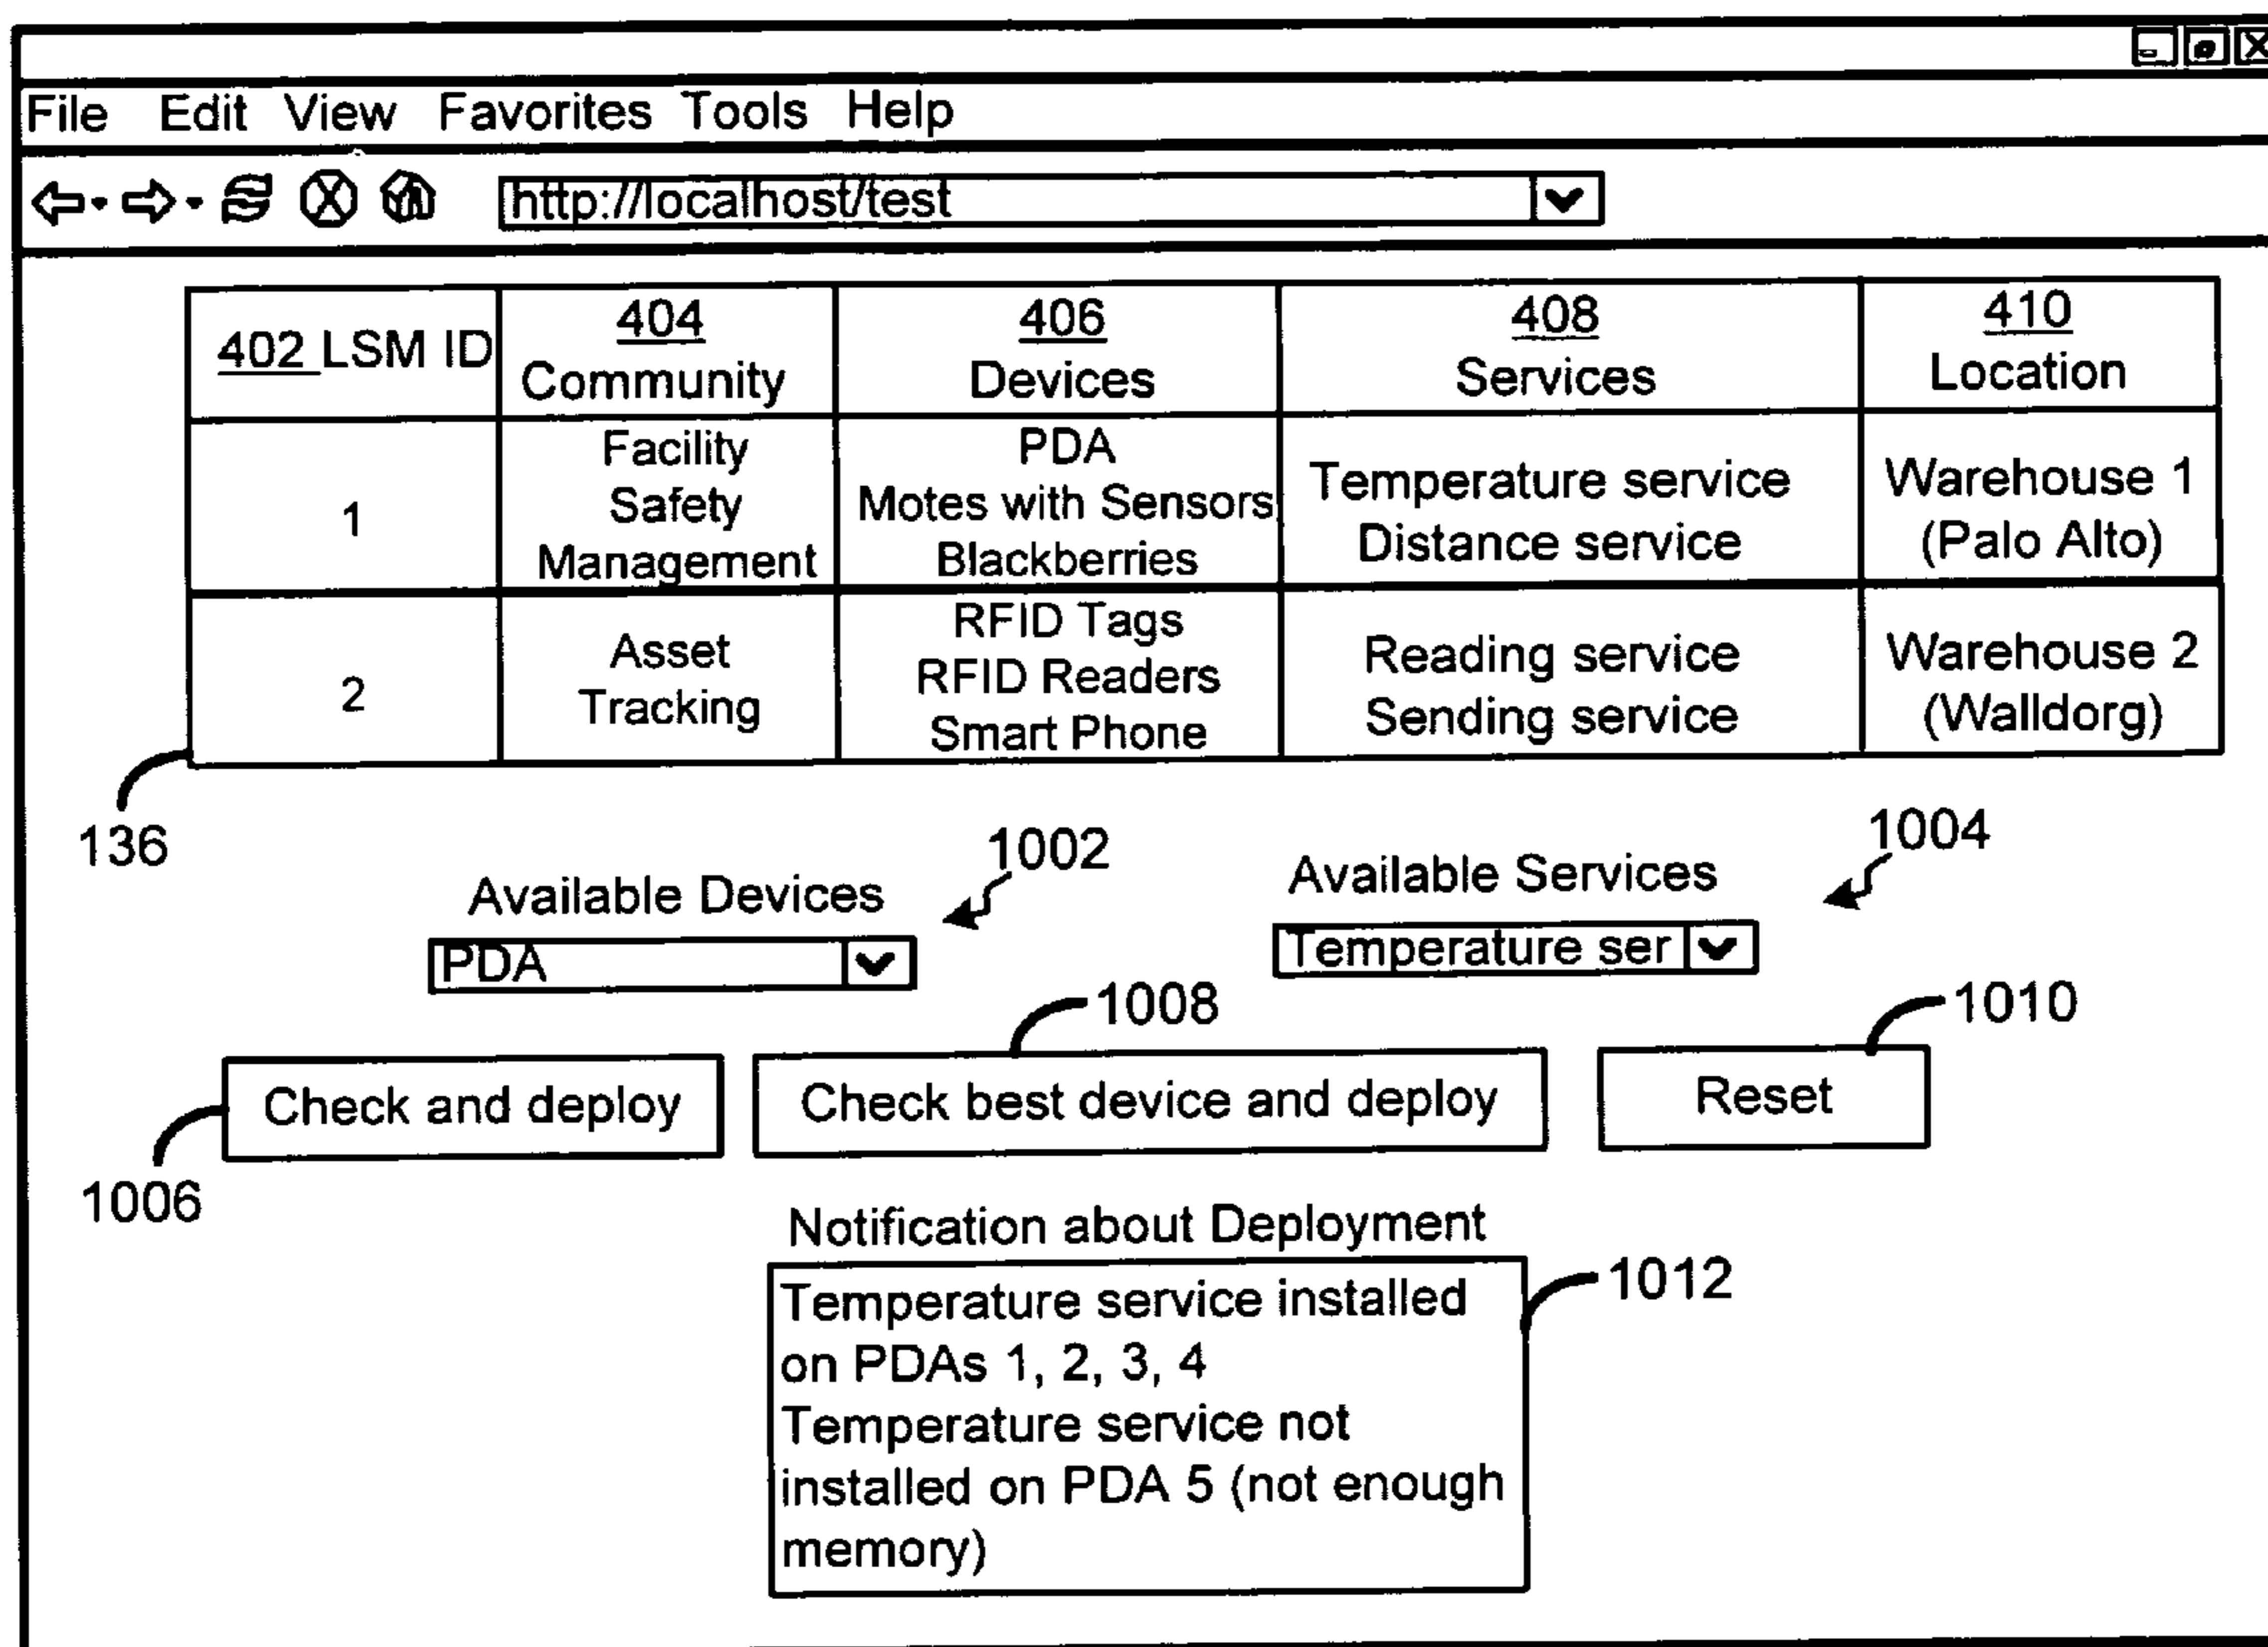 File Edit View Favorites Tools Help
http://localhost/test
402 LSM ID
404
Community
406
Devices
408
Services
410
Location
1
Facility
Safety
Management
PDA
Motes with Sensors
Blackberries
Temperature service
Distance service
Warehouse 1
(Palo Alto)
2
Asset
Tracking
RFID Tags
RFID Readers
Smart Phone
Reading service
Sending service
Warehouse 2
(Walldorg)
136
1002
1004
Available Devices
Available Services
PDA
Temperature ser
1008
1010
Check and deploy
Check best device and deploy
Reset
1006
Notification about Deployment
1012
Temperature service installed
on PDAs 1, 2, 3, 4
Temperature service not
installed on PDA 5 (not enough
memory)